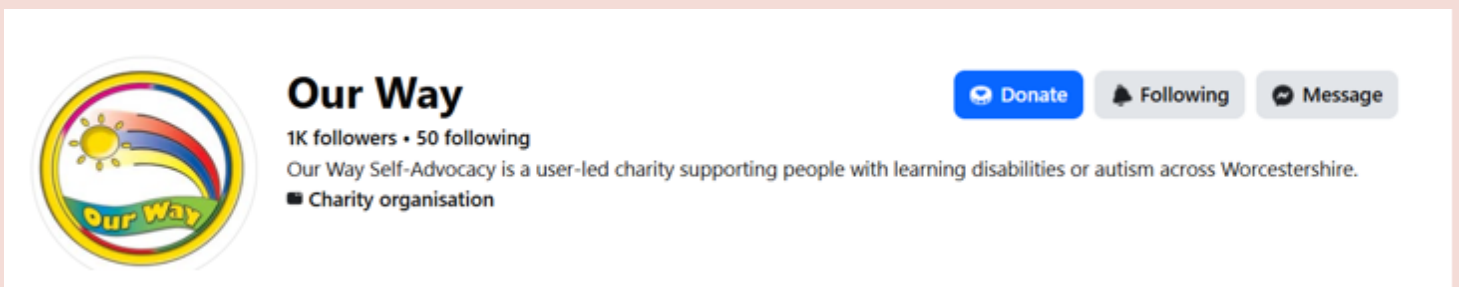 Our Way
Our Way
1K followers • 50 following
Our Way Self-Advocacy is a user-led charity supporting people with learning disabilities or autism across Worcestershire.
Charity organisation
Donate
Following
Message